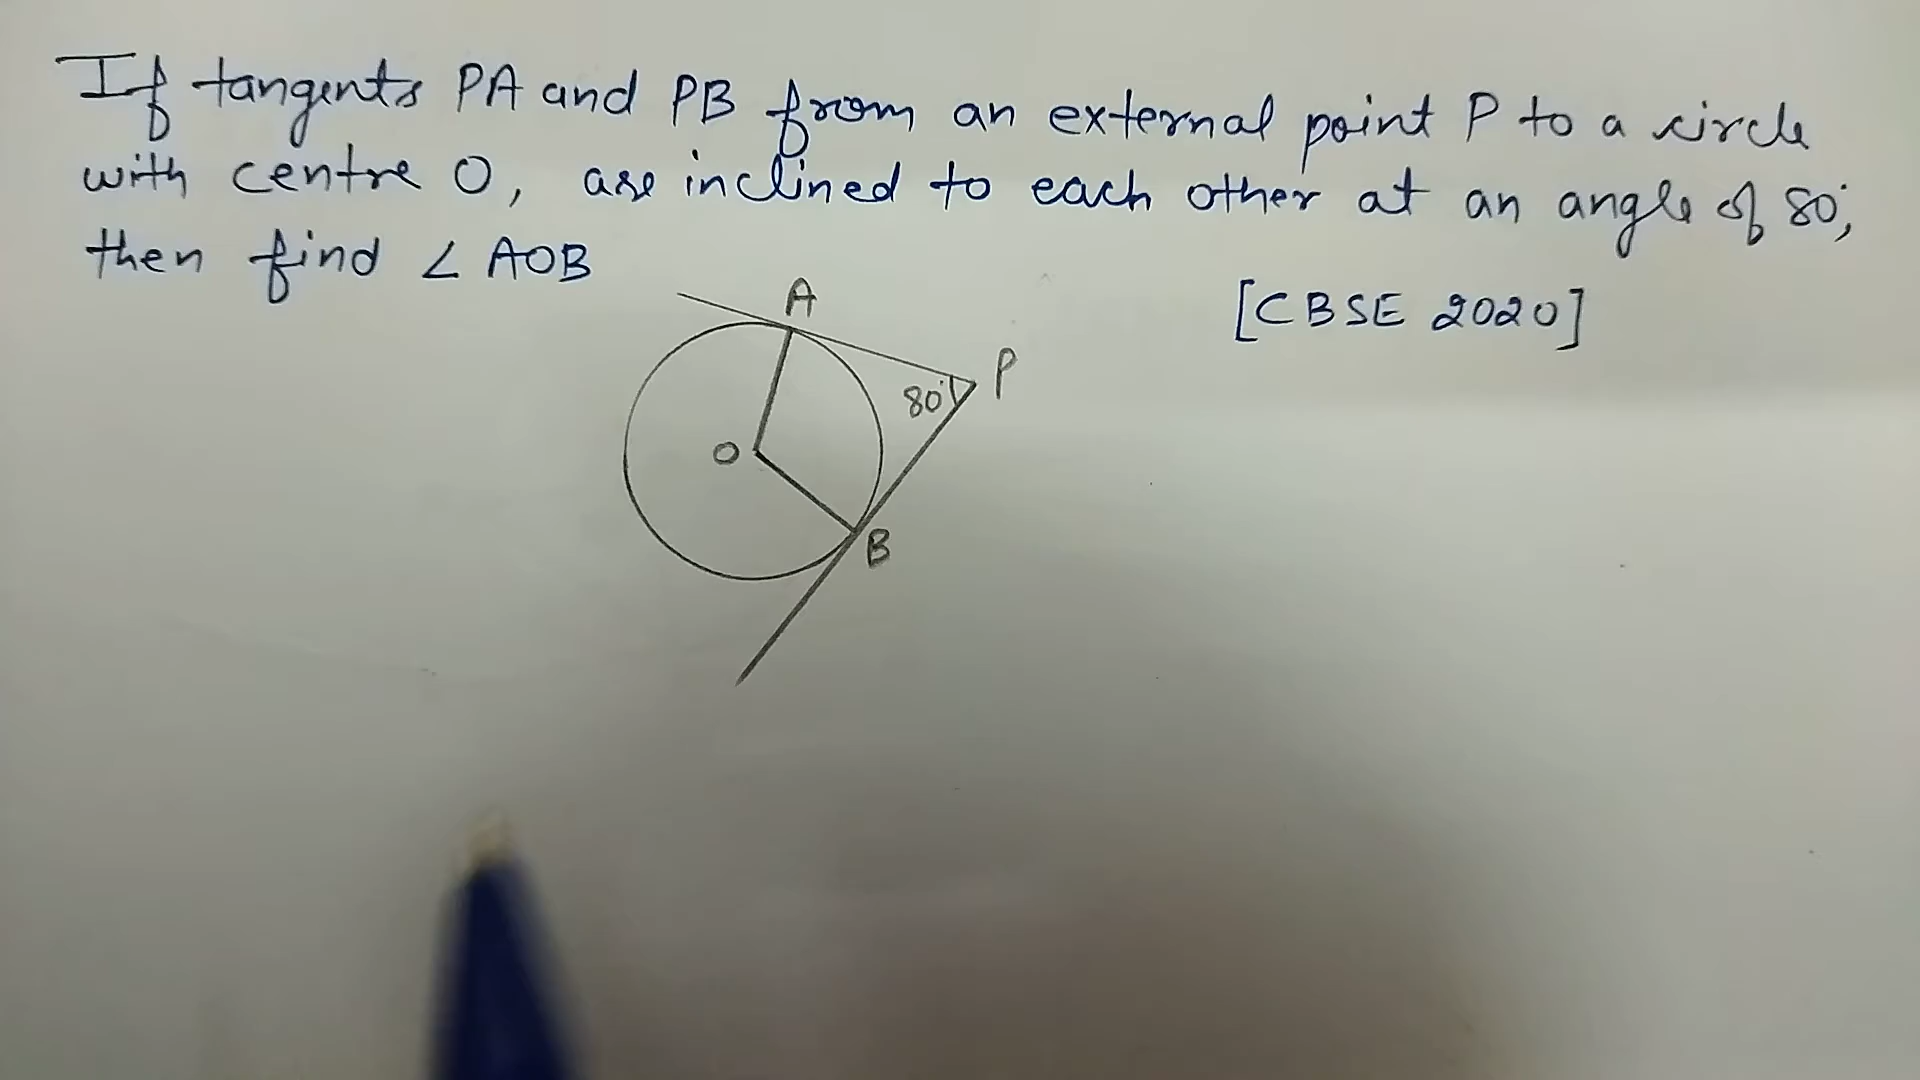 If tangents PA and PB from an external point P to a circle
with centre O, are inclined to each other at an angle of 80°,
then find ∠ AOB
[CBSE 2020]
A
P
80°
O
B